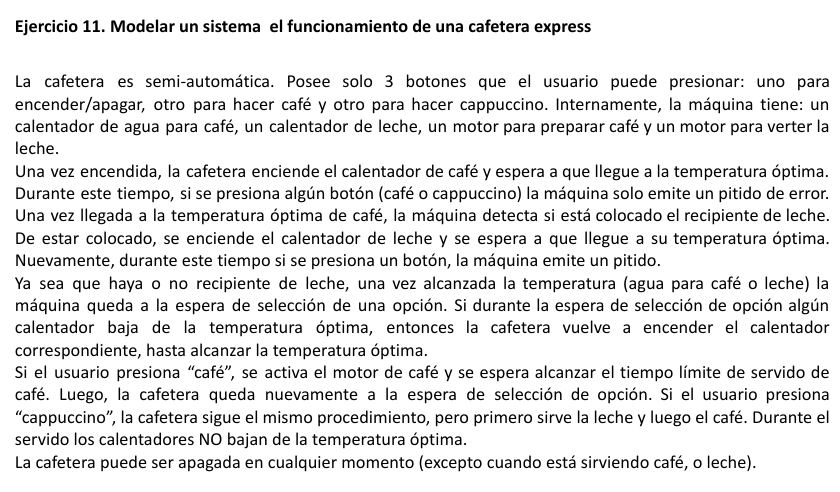 Ejercicio 11. Modelar un sistema  el funcionamiento de una cafetera express
La cafetera es semi-automática. Posee solo 3 botones que el usuario puede presionar: uno para
encender/apagar, otro para hacer café y otro para hacer cappuccino. Internamente, la máquina tiene: un
calentador de agua para café, un calentador de leche, un motor para preparar café y un motor para verter la
leche.
Una vez encendida, la cafetera enciende el calentador de café y espera a que llegue a la temperatura óptima.
Durante este tiempo, si se presiona algún botón (café o cappuccino) la máquina solo emite un pitido de error.
Una vez llegada a la temperatura óptima de café, la máquina detecta si está colocado el recipiente de leche.
De estar colocado, se enciende el calentador de leche y se espera a que llegue a su temperatura óptima.
Nuevamente, durante este tiempo si se presiona un botón, la máquina emite un pitido.
Ya sea que haya o no recipiente de leche, una vez alcanzada la temperatura (agua para café o leche) la
máquina queda a la espera de selección de una opción. Si durante la espera de selección de opción algún
calentador baja de la temperatura óptima, entonces la cafetera vuelve a encender el calentador
correspondiente, hasta alcanzar la temperatura óptima.
Si el usuario presiona “café”, se activa el motor de café y se espera alcanzar el tiempo límite de servido de
café. Luego, la cafetera queda nuevamente a la espera de selección de opción. Si el usuario presiona
“cappuccino”, la cafetera sigue el mismo procedimiento, pero primero sirve la leche y luego el café. Durante el
servido los calentadores NO bajan de la temperatura óptima.
La cafetera puede ser apagada en cualquier momento (excepto cuando está sirviendo café, o leche).